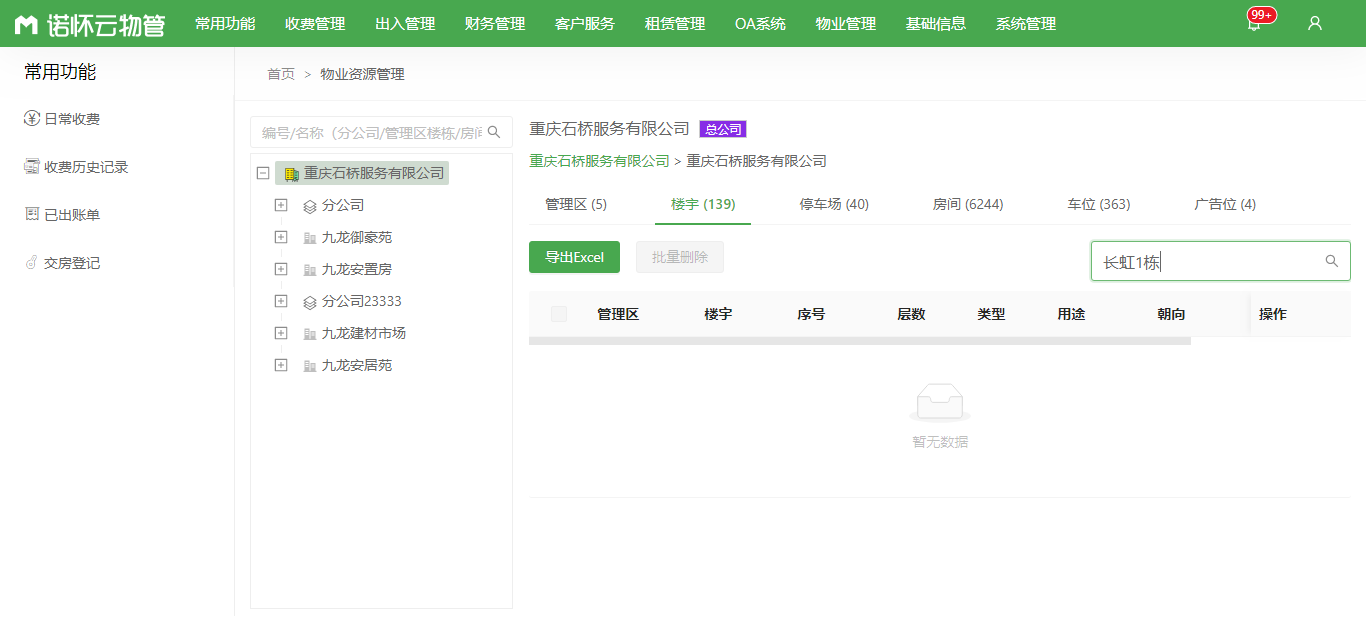 诺怀云物管 常用功能 收费管理 出入管理 财务管理 客户服务 租赁管理 OA系统 物业管理 基础信息 系统管理 99+
常用功能
日常收费
收费历史记录
已出账单
交房登记
首页 > 物业资源管理
编号/名称（分公司/管理区楼栋/房间
重庆石桥服务有限公司
分公司
九龙御豪苑
九龙安置房
分公司23333
九龙建材市场
九龙安居苑
重庆石桥服务有限公司 总公司
重庆石桥服务有限公司 > 重庆石桥服务有限公司
管理区 (5) 楼宇 (139) 停车场 (40) 房间 (6244) 车位 (363) 广告位 (4)
导出Excel 批量删除 长虹1栋
管理区 楼宇 序号 层数 类型 用途 朝向 操作
暂无数据